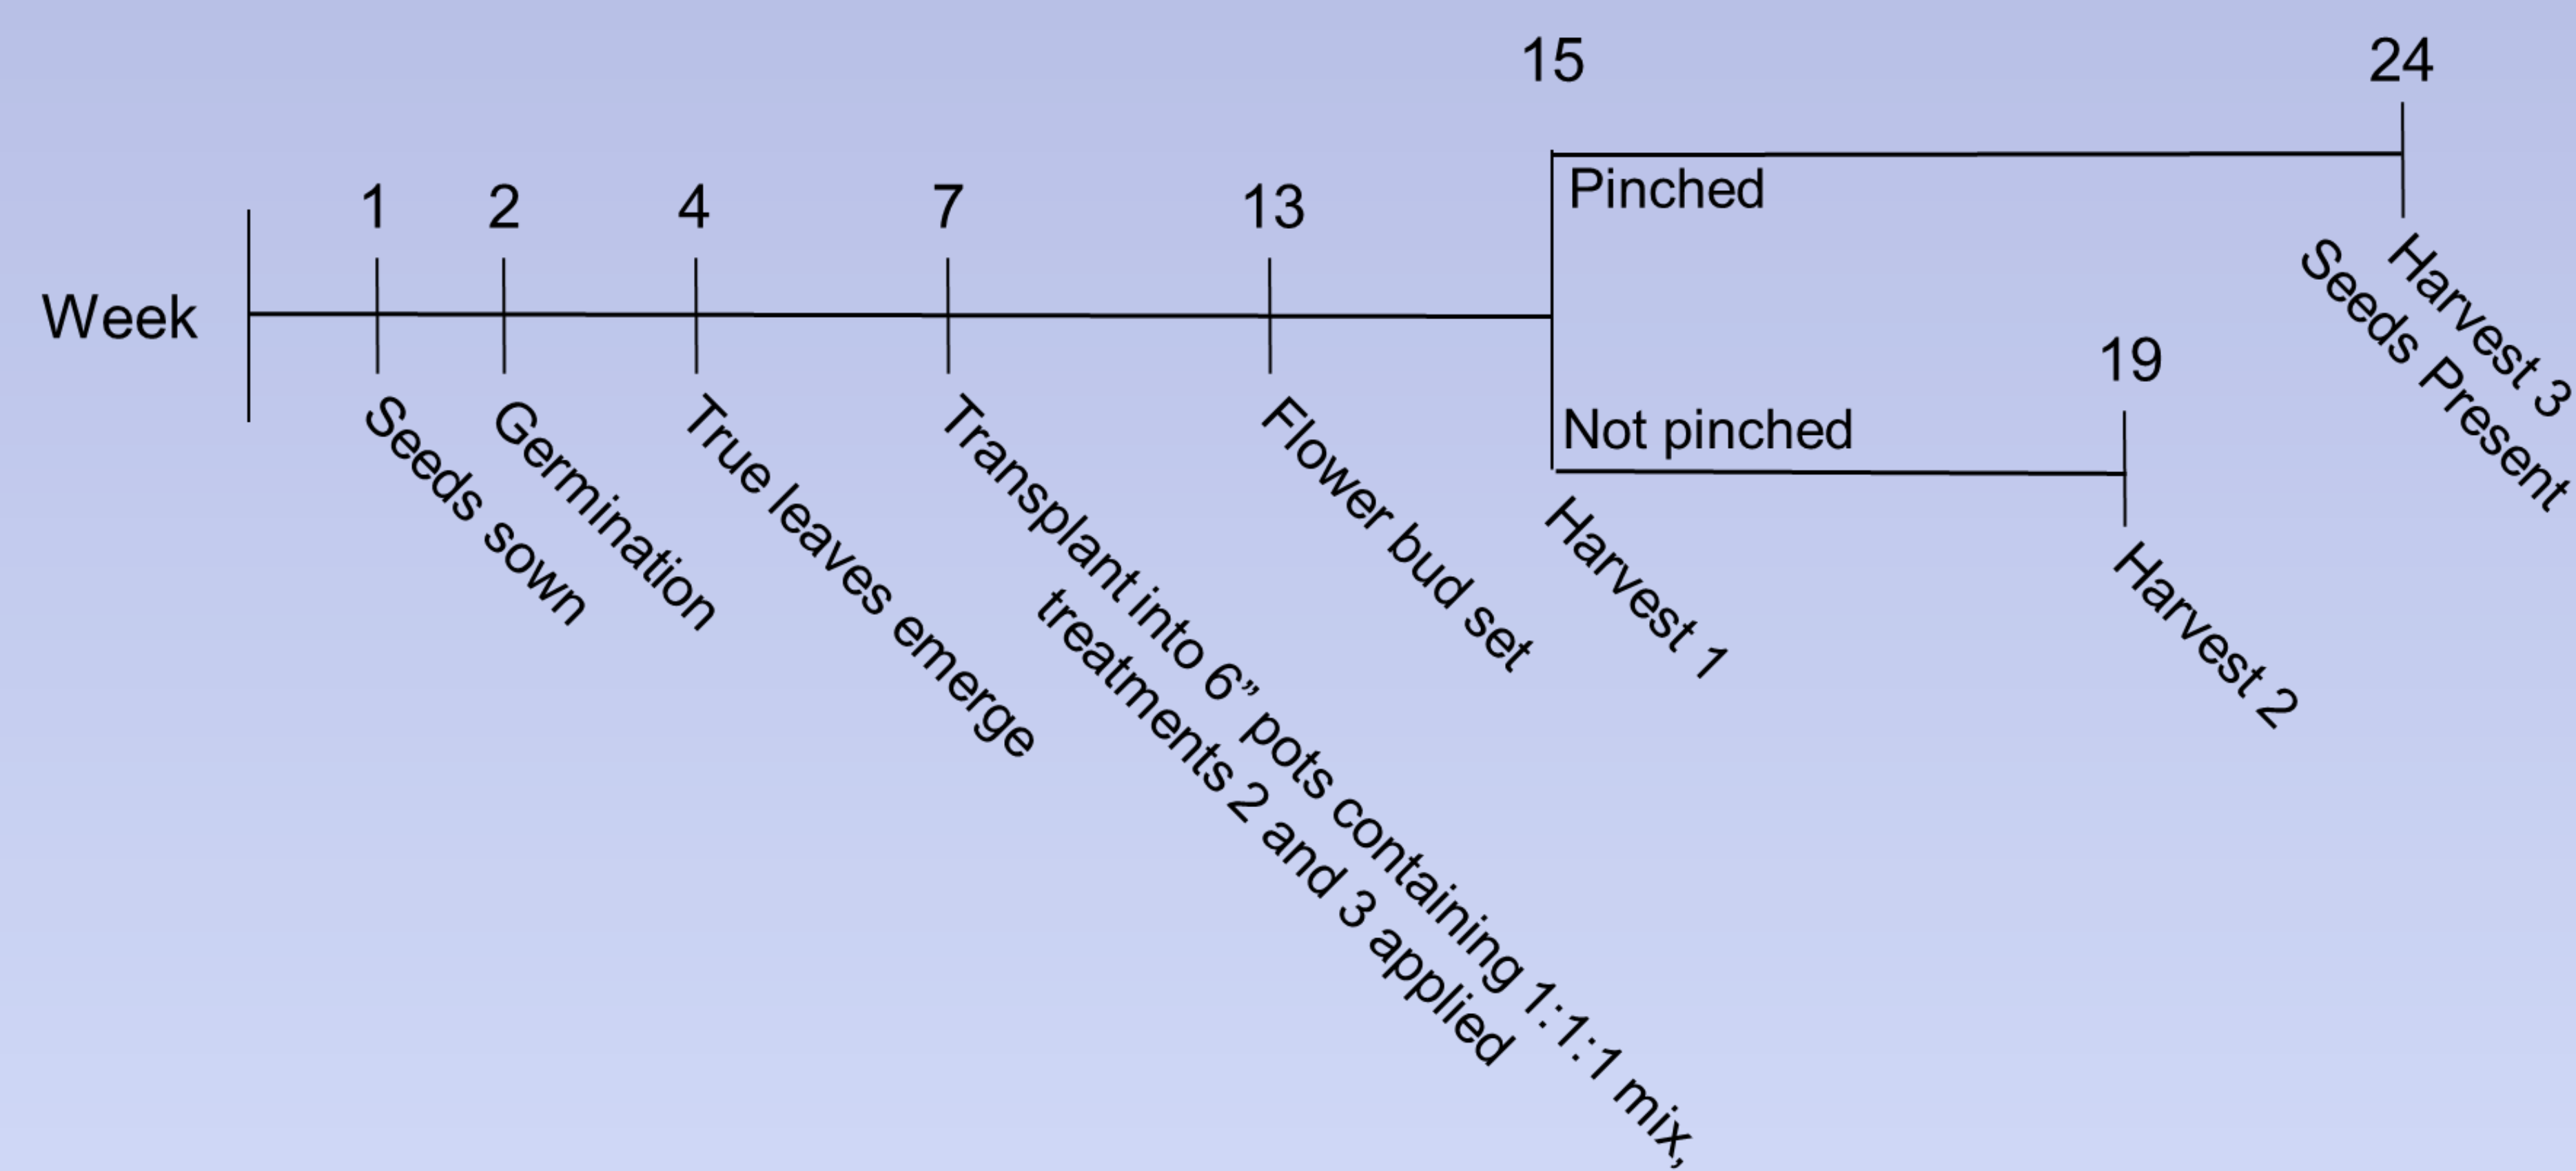 15
24
1
2
4
7
13
Pinched
Week
19
Not pinched
Seeds sown
Germination
True leaves emerge
Transplant into 6” pots containing 1:1:1 mix,
treatments 2 and 3 applied
Flower bud set
Harvest 1
Harvest 2
Harvest 3
Seeds Present